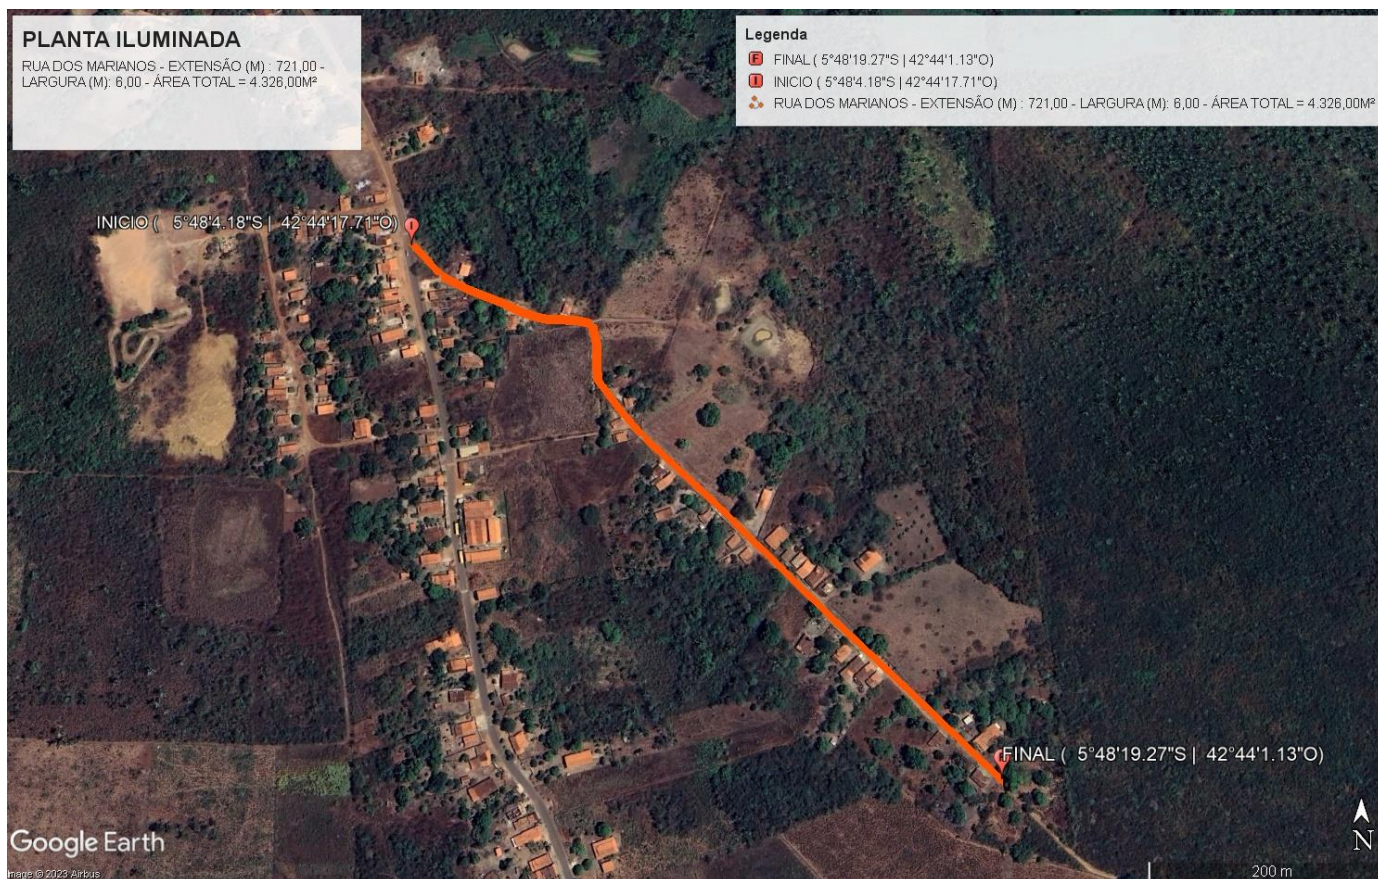 PLANTA ILUMINADA
RUA DOS MARIANOS - EXTENSÃO (M) : 721,00 -
LARGURA (M): 6,00 - ÁREA TOTAL = 4.326,00M²
Legenda
F FINAL ( 5°48'19.27"S | 42°44'1.13"O)
I INICIO ( 5°48'4.18"S | 42°44'17.71"O)
RUA DOS MARIANOS - EXTENSÃO (M) : 721,00 - LARGURA (M): 6,00 - ÁREA TOTAL = 4.326,00M²
INICIO ( 5°48'4.18"S | 42°44'17.71"O)
I
FINAL ( 5°48'19.27"S | 42°44'1.13"O)
N
Google Earth
200 m
Image © 2023 Airbus